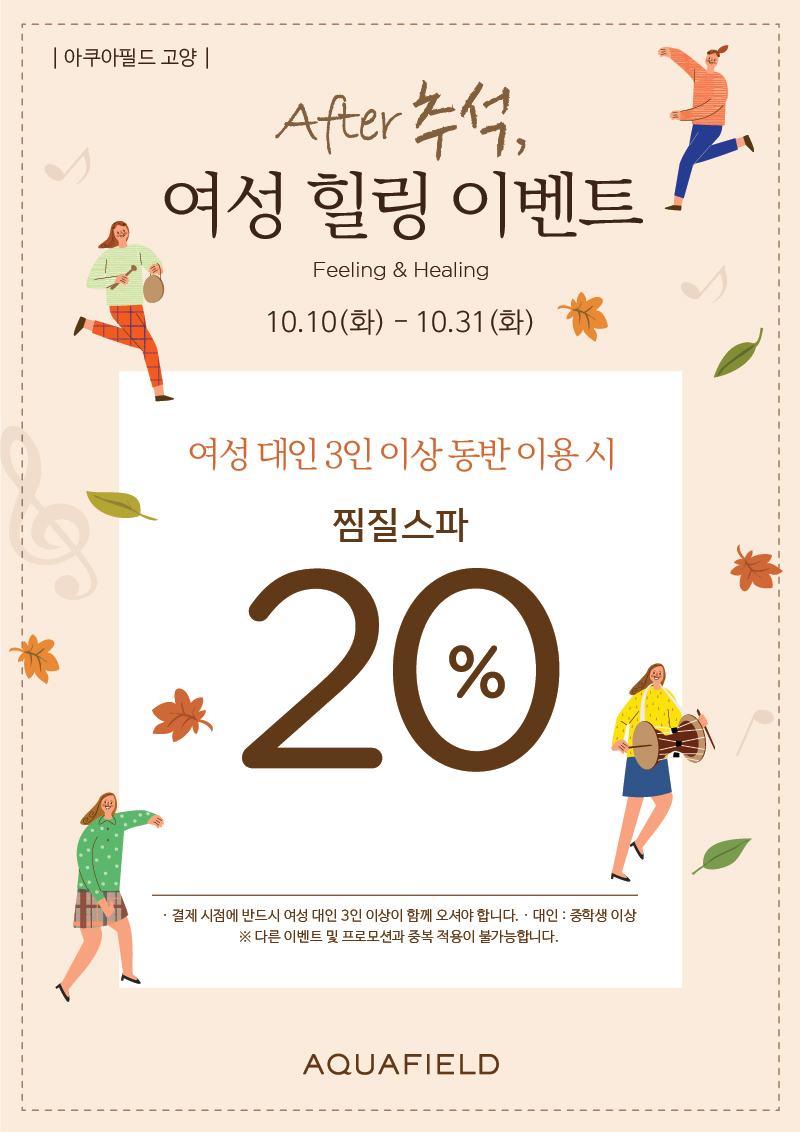 | 아쿠아필드 고양 |
After 추석,
여성 힐링 이벤트
Feeling & Healing
10.10(화) - 10.31(화)
여성 대인 3인 이상 동반 이용 시
찜질스파
20%
· 결제 시점에 반드시 여성 대인 3인 이상이 함께 오셔야 합니다. · 대인 : 중학생 이상
※ 다른 이벤트 및 프로모션과 중복 적용이 불가능합니다.
AQUAFIELD